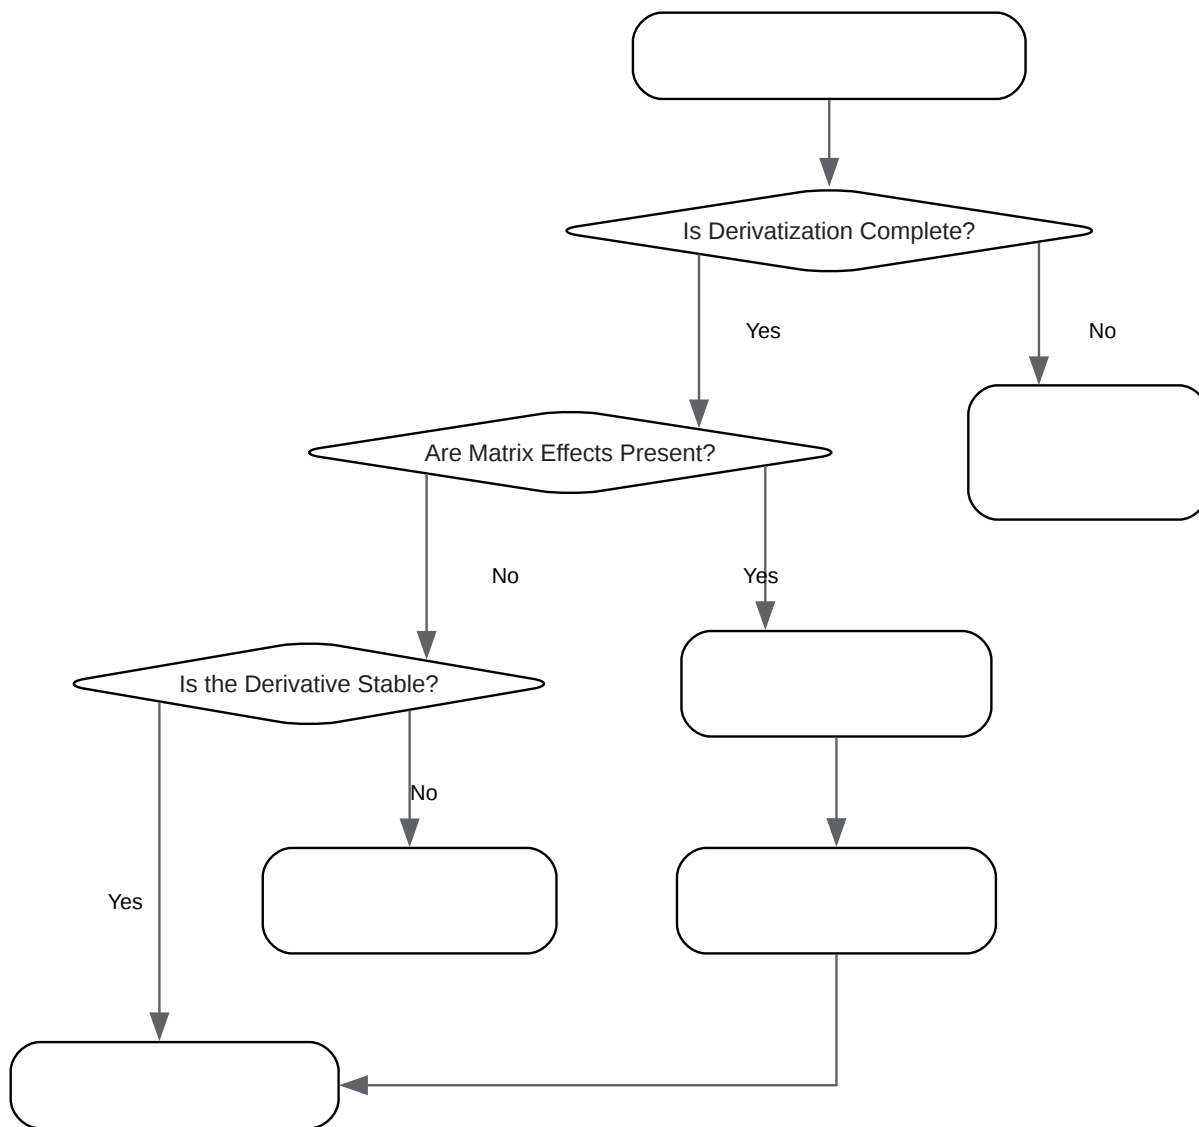 Is Derivatization Complete?
Yes
No
Are Matrix Effects Present?
No
Yes
Is the Derivative Stable?
No
Yes